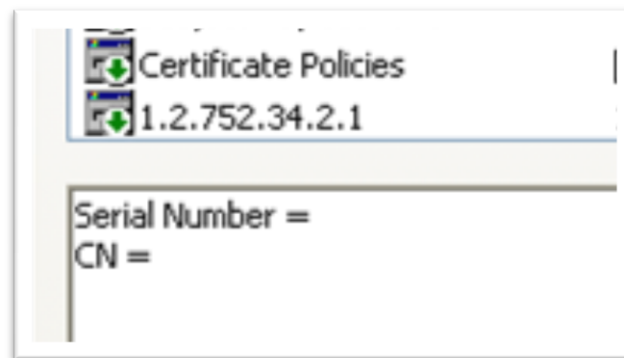 Certificate Policies
1.2.752.34.2.1
Serial Number =
CN =